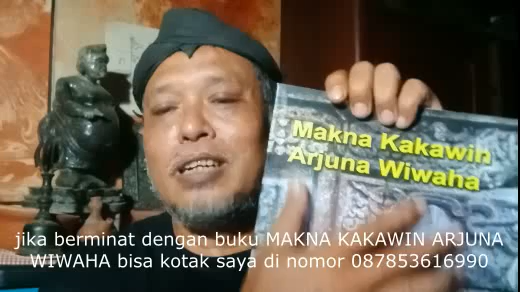 Makna Kakawin
Arjuna Wiwaha
jika berminat dengan buku MAKNA KAKAWIN ARJUNA
WIWAHA bisa kotak saya di nomor 087853616990